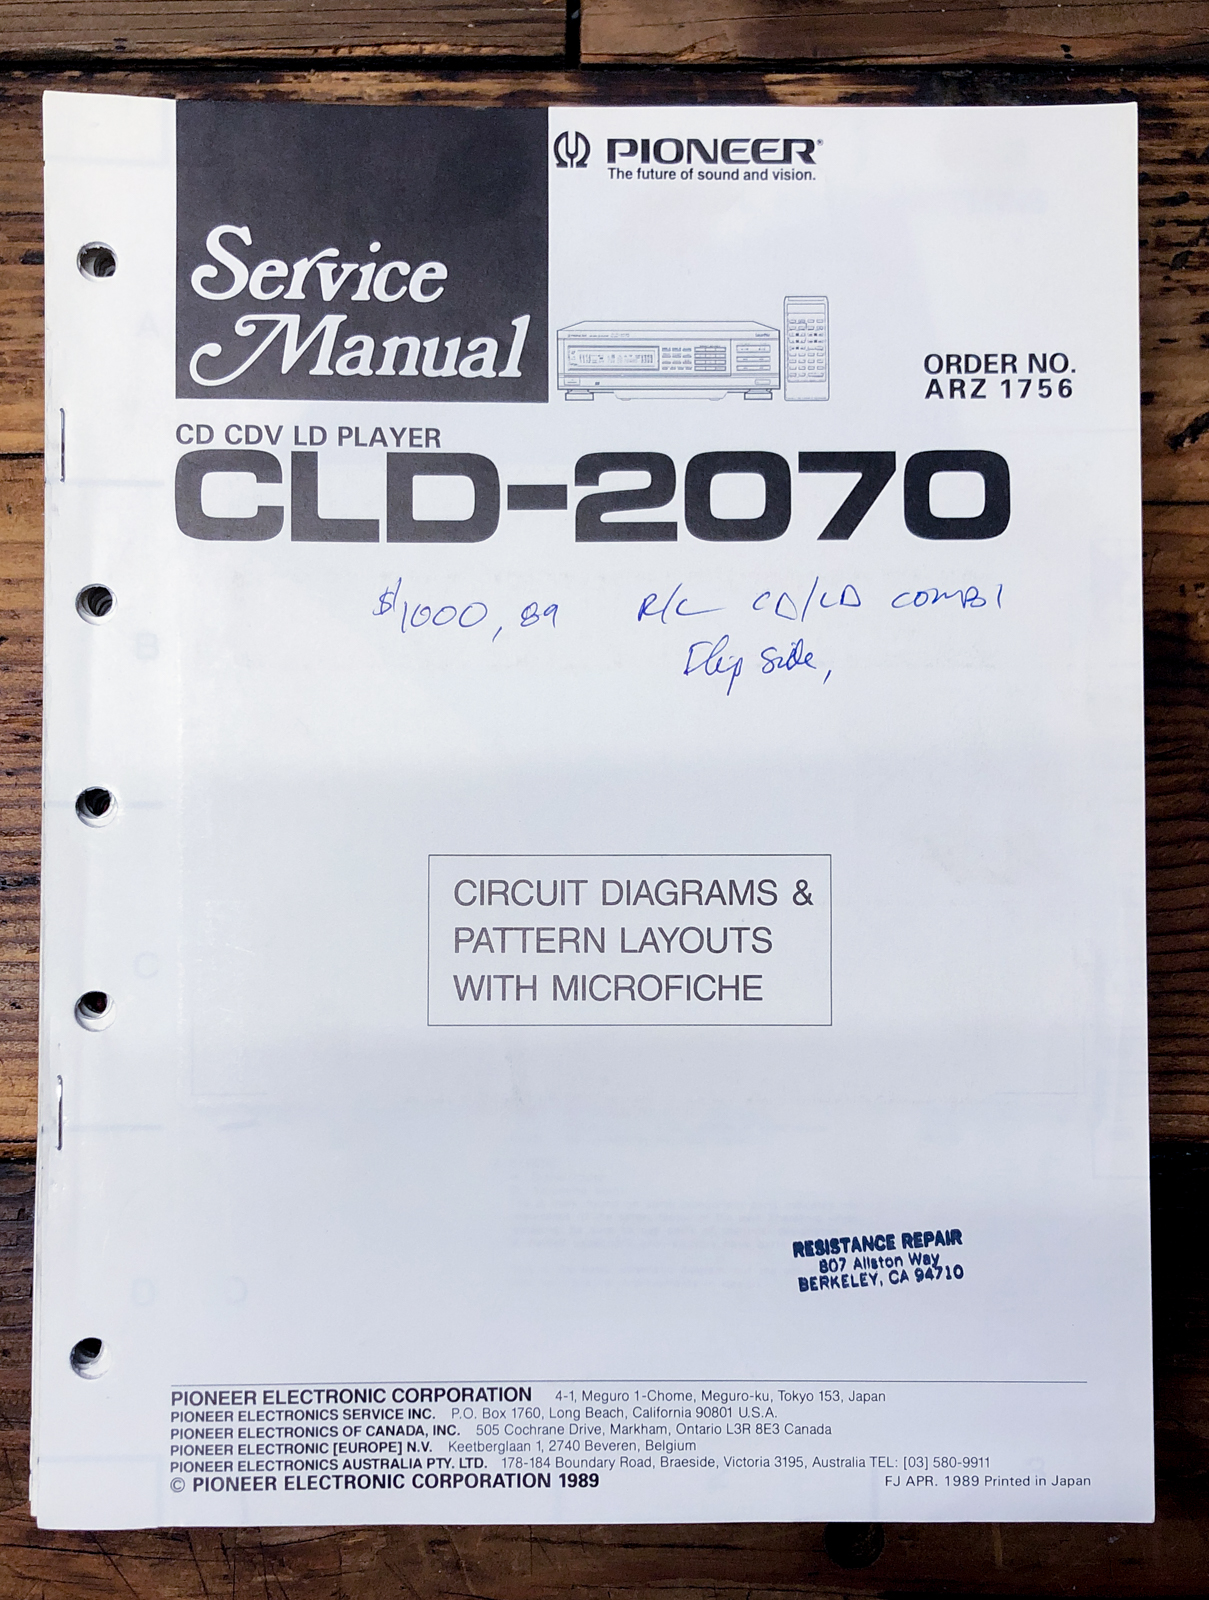 PIONEER®
The future of sound and vision.
Service
Manual
ORDER NO.
ARZ 1756
CD CDV LD PLAYER
CLD-2070
$1000, 89 R/C CD/LD COMBI
Flip Side,
CIRCUIT DIAGRAMS &
PATTERN LAYOUTS
WITH MICROFICHE
RESISTANCE REPAIR
807 Allston Way
BERKELEY, CA 94710
PIONEER ELECTRONIC CORPORATION 4-1, Meguro 1-Chome, Meguro-ku, Tokyo 153, Japan
PIONEER ELECTRONICS SERVICE INC. P.O. Box 1760, Long Beach, California 90801 U.S.A.
PIONEER ELECTRONICS OF CANADA, INC. 505 Cochrane Drive, Markham, Ontario L3R 8E3 Canada
PIONEER ELECTRONIC [EUROPE] N.V. Keetberglaan 1, 2740 Beveren, Belgium
PIONEER ELECTRONICS AUSTRALIA PTY. LTD. 178-184 Boundary Road, Braeside, Victoria 3195, Australia TEL: [03] 580-9911
© PIONEER ELECTRONIC CORPORATION 1989 FJ APR. 1989 Printed in Japan